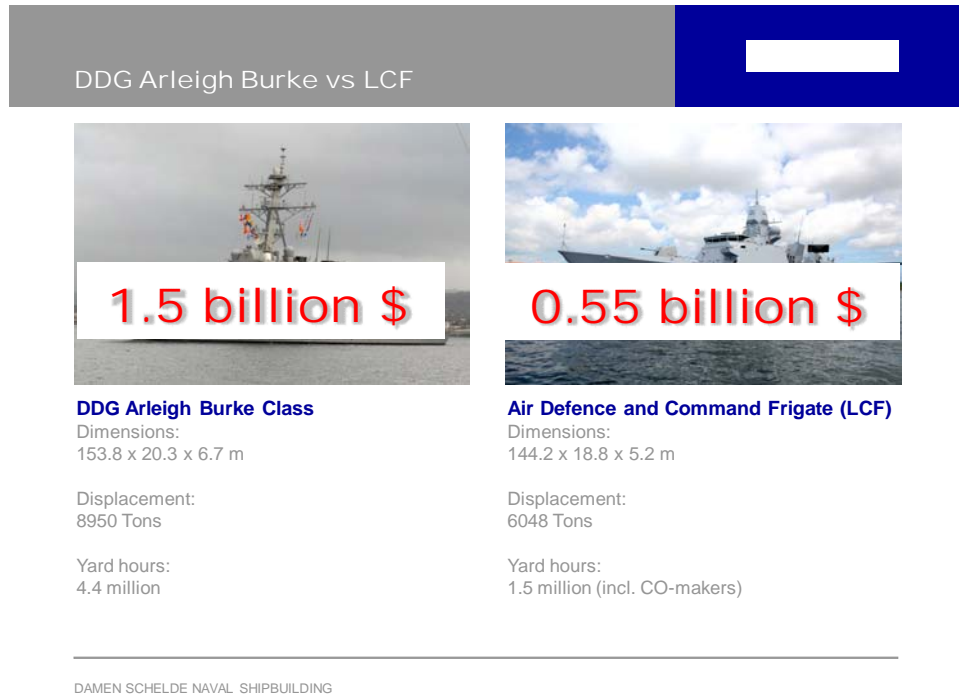 DDG Arleigh Burke vs LCF
1.5 billion $
0.55 billion $
DDG Arleigh Burke Class
Dimensions:
153.8 x 20.3 x 6.7 m
Displacement:
8950 Tons
Yard hours:
4.4 million
Air Defence and Command Frigate (LCF)
Dimensions:
144.2 x 18.8 x 5.2 m
Displacement:
6048 Tons
Yard hours:
1.5 million (incl. CO-makers)
DAMEN SCHELDE NAVAL SHIPBUILDING